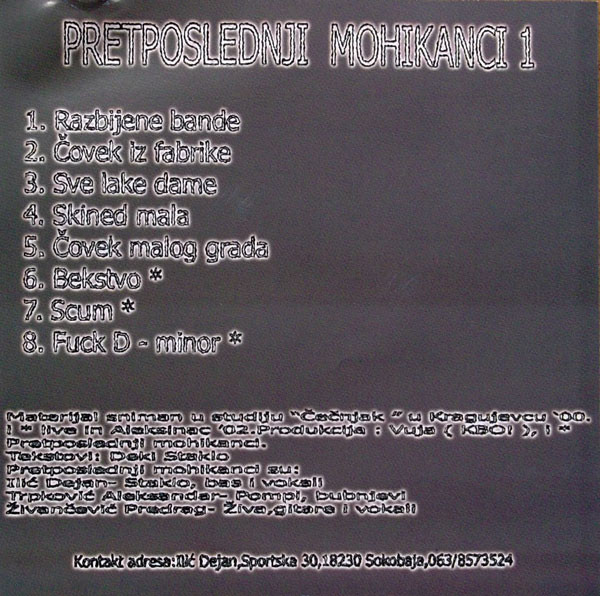 PRETPOSLEDNJI MOHIKANCI 1
1. Razbijene bande
2. Čovek iz fabrike
3. Sve lake dame
4. Skined mala
5. Čovek malog grada
6. Bekstvo *
7. Scum *
8. Fuck D - minor *
Materijal sniman u studiju "Čečnjak " u Kragujevcu '00.
i * live in Aleksinac '02.Produkcija : Vuja ( KBO! ), i *
Pretposlednji mohikanci.
Tekstovi: Deki Staklo
Pretposlednji mohikanci su:
Ilić Dejan- Staklo, bas i vokali
Trpković Aleksandar- Pompi, bubnjevi
Živančević Predrag- Živa,gitare i vokali
Kontakt adresa:Ilić Dejan,Sportska 30,18230 Sokobaja,063/8573524